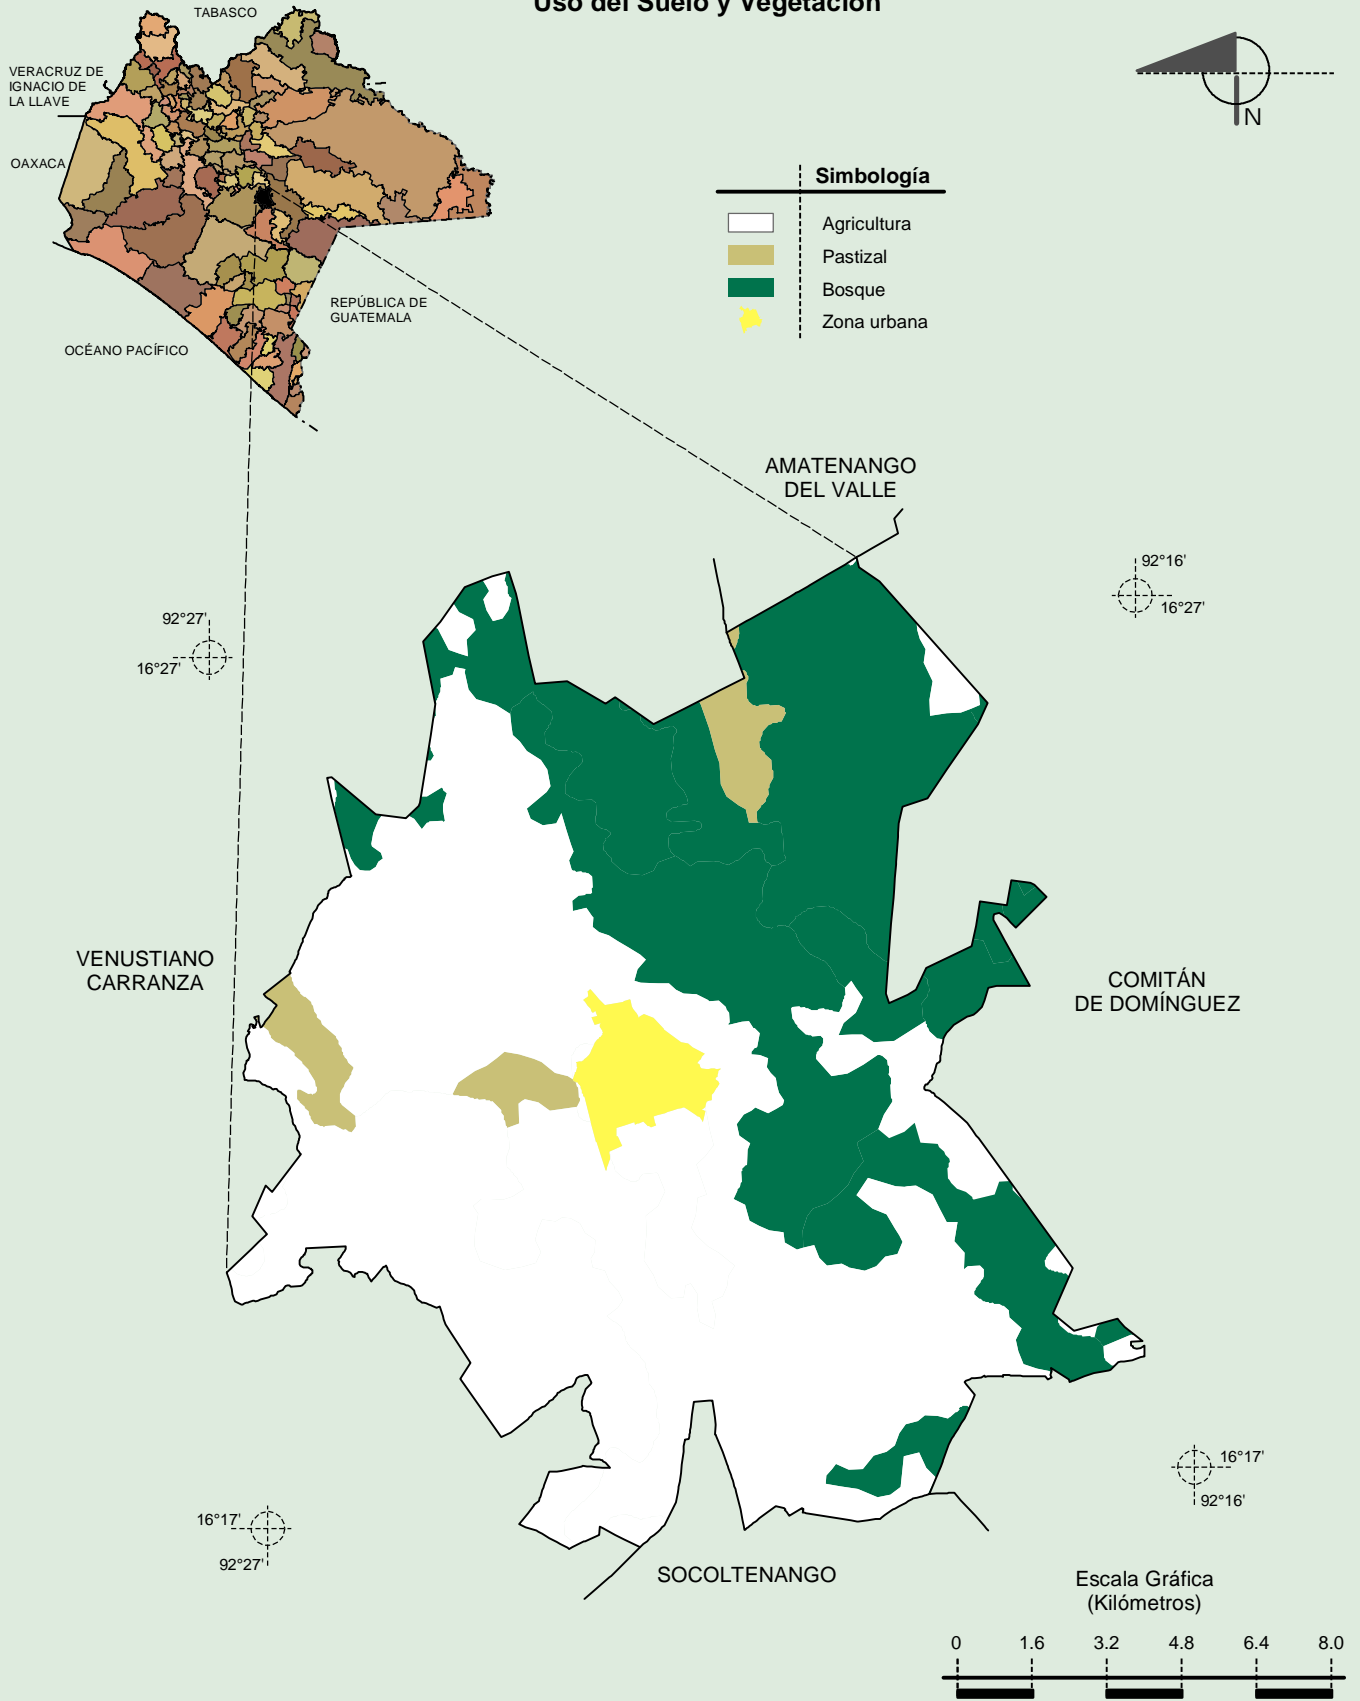 Uso del Suelo y Vegetación
TABASCO
VERACRUZ DE
IGNACIO DE
LA LLAVE
OAXACA
REPÚBLICA DE
GUATEMALA
OCÉANO PACÍFICO
N
Simbología
Agricultura
Pastizal
Bosque
Zona urbana
AMATENANGO
DEL VALLE
92°16'
16°27'
92°27'
16°27'
VENUSTIANO
CARRANZA
COMITÁN
DE DOMÍNGUEZ
16°17'
92°16'
16°17'
92°27'
SOCOLTENANGO
Escala Gráfica
(Kilómetros)
0 1.6 3.2 4.8 6.4 8.0